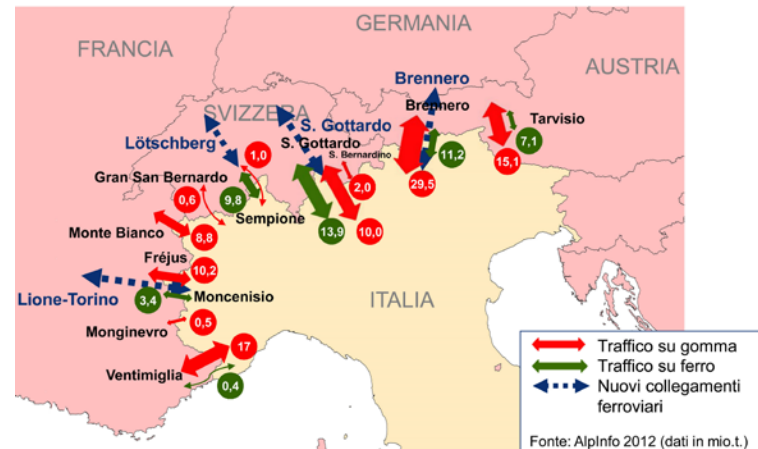 GERMANIA
FRANCIA
AUSTRIA
Brennero
Brennero
SVIZZERA
Tarvisio
S. Gottardo
Lötschberg
S. Gottardo
1,0
S. Bernardino
11,2
7,1
15,1
Gran San Bernardo
0,6
9,8
2,0
29,5
Sempione
Monte Bianco
8,8
13,9
10,0
Fréjus
10,2
Lione-Torino
3,4
Moncenisio
ITALIA
Monginevro
0,5
17
Ventimiglia
0,4
Traffico su gomma
Traffico su ferro
Nuovi collegamenti
ferroviari
Fonte: AlpInfo 2012 (dati in mio.t.)